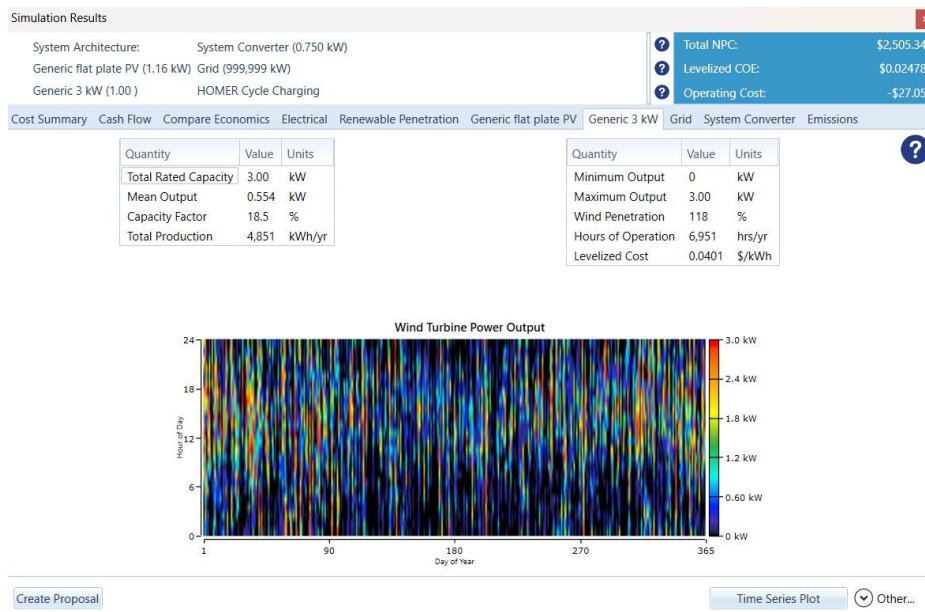 Simulation Results
System Architecture: System Converter (0.750 kW)
Generic flat plate PV (1.16 kW) Grid (999,999 kW)
Generic 3 kW (1.00 ) HOMER Cycle Charging
? Total NPC: $2,505.34
? Levelized COE: $0.02478
? Operating Cost: -$27.05
Cost Summary Cash Flow Compare Economics Electrical Renewable Penetration Generic flat plate PV Generic 3 kW Grid System Converter Emissions
?
Quantity Value Units
Total Rated Capacity 3.00 kW
Mean Output 0.554 kW
Capacity Factor 18.5 %
Total Production 4,851 kWh/yr
Quantity Value Units
Minimum Output 0 kW
Maximum Output 3.00 kW
Wind Penetration 118 %
Hours of Operation 6,951 hrs/yr
Levelized Cost 0.0401 $/kWh
Wind Turbine Power Output
Hour of Day
24
18
12
6
0
1 90 180 270 365
Day of Year
3.0 kW
2.4 kW
1.8 kW
1.2 kW
0.60 kW
0 kW
Create Proposal Time Series Plot Other...